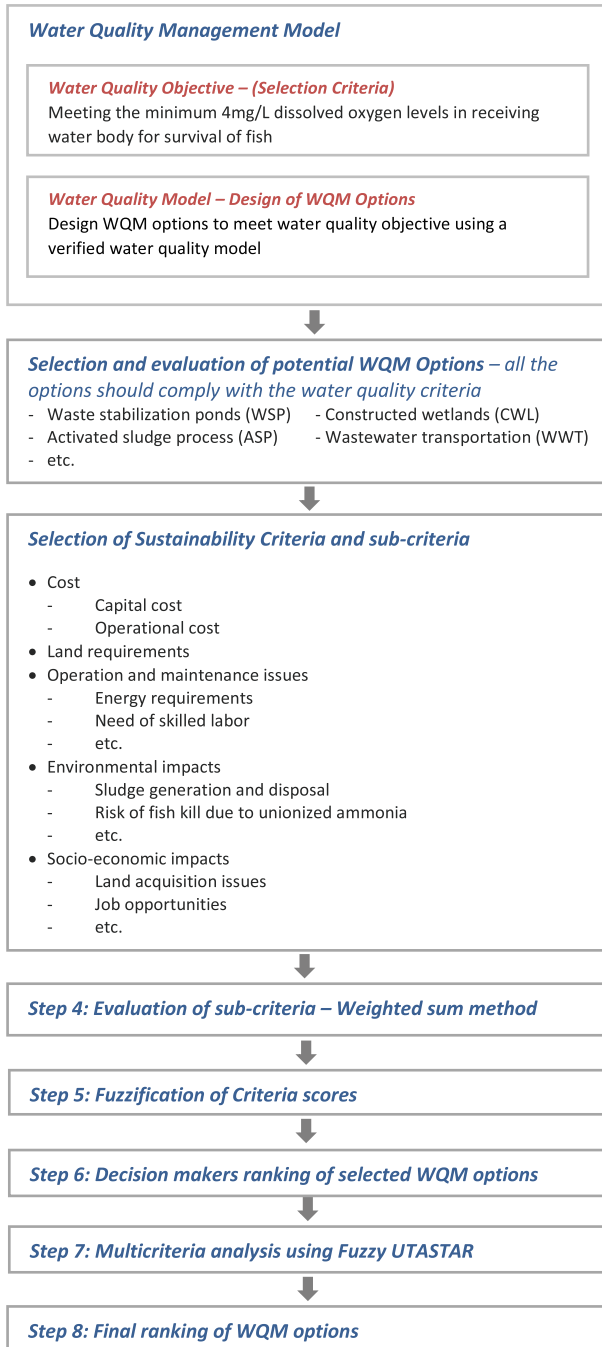 Water Quality Management Model
Water Quality Objective – (Selection Criteria)
Meeting the minimum 4mg/L dissolved oxygen levels in receiving
water body for survival of fish
Water Quality Model – Design of WQM Options
Design WQM options to meet water quality objective using a
verified water quality model
Selection and evaluation of potential WQM Options – all the
options should comply with the water quality criteria
- Waste stabilization ponds (WSP) - Constructed wetlands (CWL)
- Activated sludge process (ASP) - Wastewater transportation (WWT)
- etc.
Selection of Sustainability Criteria and sub-criteria
• Cost
- Capital cost
- Operational cost
• Land requirements
• Operation and maintenance issues
- Energy requirements
- Need of skilled labor
- etc.
• Environmental impacts
- Sludge generation and disposal
- Risk of fish kill due to unionized ammonia
- etc.
• Socio-economic impacts
- Land acquisition issues
- Job opportunities
- etc.
Step 4: Evaluation of sub-criteria – Weighted sum method
Step 5: Fuzzification of Criteria scores
Step 6: Decision makers ranking of selected WQM options
Step 7: Multicriteria analysis using Fuzzy UTASTAR
Step 8: Final ranking of WQM options